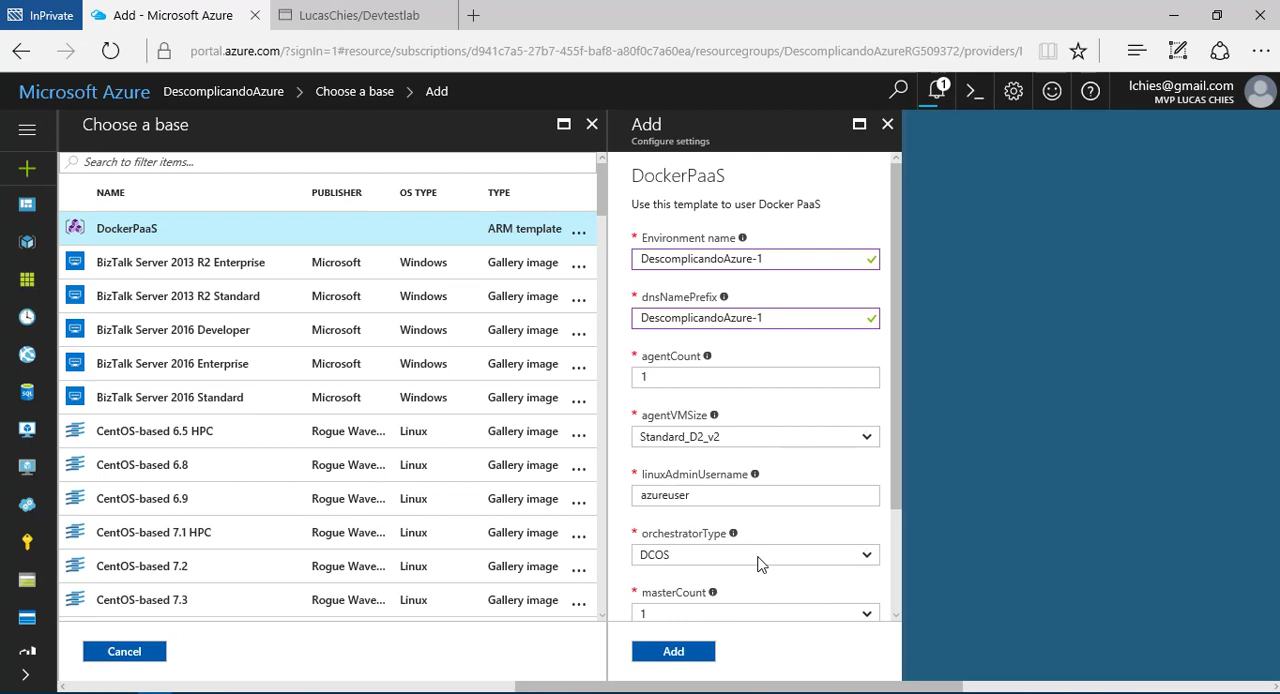 InPrivate
Add - Microsoft Azure
LucasChies/Devtestlab
portal.azure.com/?signIn=1#resource/subscriptions/d941c7a5-27b7-455f-baf8-a80f0c7a60ea/resourcegroups/DescomplicandoAzureRG509372/providers/
Microsoft Azure DescomplicandoAzure > Choose a base > Add
1
lchies@gmail.com
MVP LUCAS CHIES
Choose a base
Search to filter items...
NAME PUBLISHER OS TYPE TYPE
DockerPaaS ARM template ...
BizTalk Server 2013 R2 Enterprise Microsoft Windows Gallery image ...
BizTalk Server 2013 R2 Standard Microsoft Windows Gallery image ...
BizTalk Server 2016 Developer Microsoft Windows Gallery image ...
BizTalk Server 2016 Enterprise Microsoft Windows Gallery image ...
BizTalk Server 2016 Standard Microsoft Windows Gallery image ...
CentOS-based 6.5 HPC Rogue Wave... Linux Gallery image ...
CentOS-based 6.8 Rogue Wave... Linux Gallery image ...
CentOS-based 6.9 Rogue Wave... Linux Gallery image ...
CentOS-based 7.1 HPC Rogue Wave... Linux Gallery image ...
CentOS-based 7.2 Rogue Wave... Linux Gallery image ...
CentOS-based 7.3 Rogue Wave... Linux Gallery image ...
Cancel
Add
Configure settings
DockerPaaS
Use this template to user Docker PaaS
* Environment name
DescomplicandoAzure-1
* dnsNamePrefix
DescomplicandoAzure-1
* agentCount
1
* agentVMSize
Standard_D2_v2
* linuxAdminUsername
azureuser
* orchestratorType
DCOS
* masterCount
1
Add